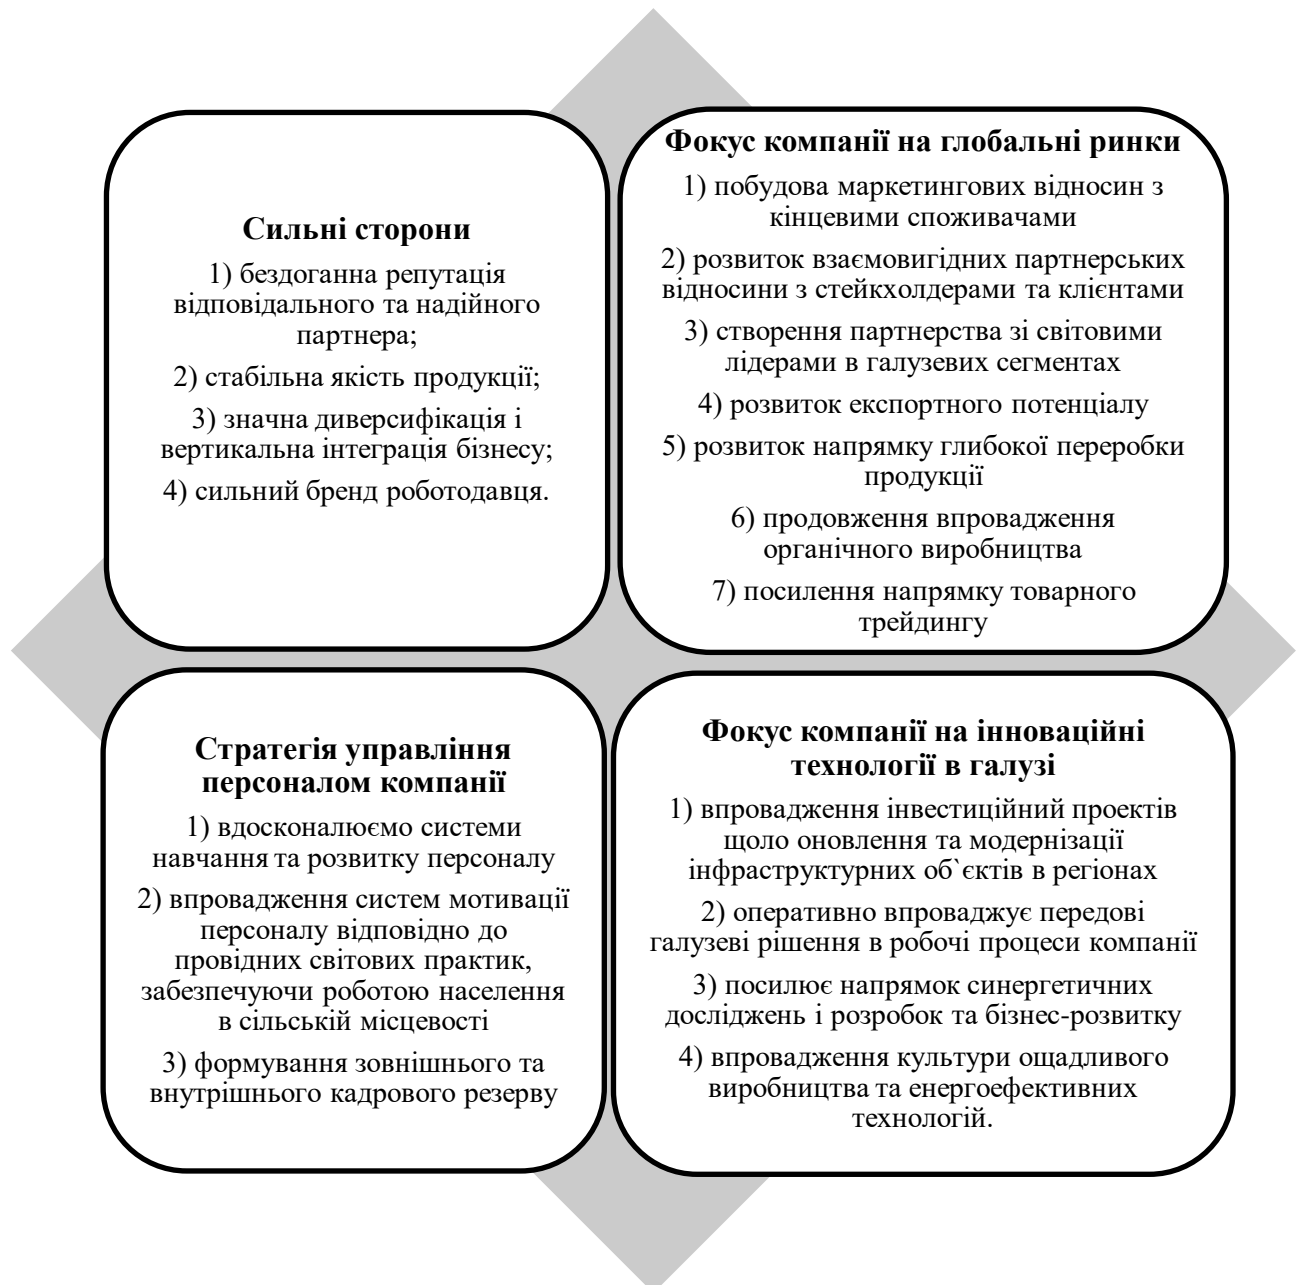 Сильні сторони
1) бездоганна репутація
відповідального та надійного
партнера;
2) стабільна якість продукції;
3) значна диверсифікація і
вертикальна інтеграція бізнесу;
4) сильний бренд роботодавця.
Фокус компанії на глобальні ринки
1) побудова маркетингових відносин з
кінцевими споживачами
2) розвиток взаємовигідних партнерських
відносини з стейкхолдерами та клієнтами
3) створення партнерства зі світовими
лідерами в галузевих сегментах
4) розвиток експортного потенціалу
5) розвиток напрямку глибокої переробки
продукції
6) продовження впровадження
органічного виробництва
7) посилення напрямку товарного
трейдингу
Стратегія управління
персоналом компанії
1) вдосконалюємо системи
навчання та розвитку персоналу
2) впровадження систем мотивації
персоналу відповідно до
провідних світових практик,
забезпечуючи роботою населення
в сільській місцевості
3) формування зовнішнього та
внутрішнього кадрового резерву
Фокус компанії на інноваційні
технології в галузі
1) впровадження інвестиційний проектів
щоло оновлення та модернізації
інфраструктурних об`єктів в регіонах
2) оперативно впроваджує передові
галузеві рішення в робочі процеси компанії
3) посилює напрямок синергетичних
досліджень і розробок та бізнес-розвитку
4) впровадження культури ощадливого
виробництва та енергоефективних
технологій.